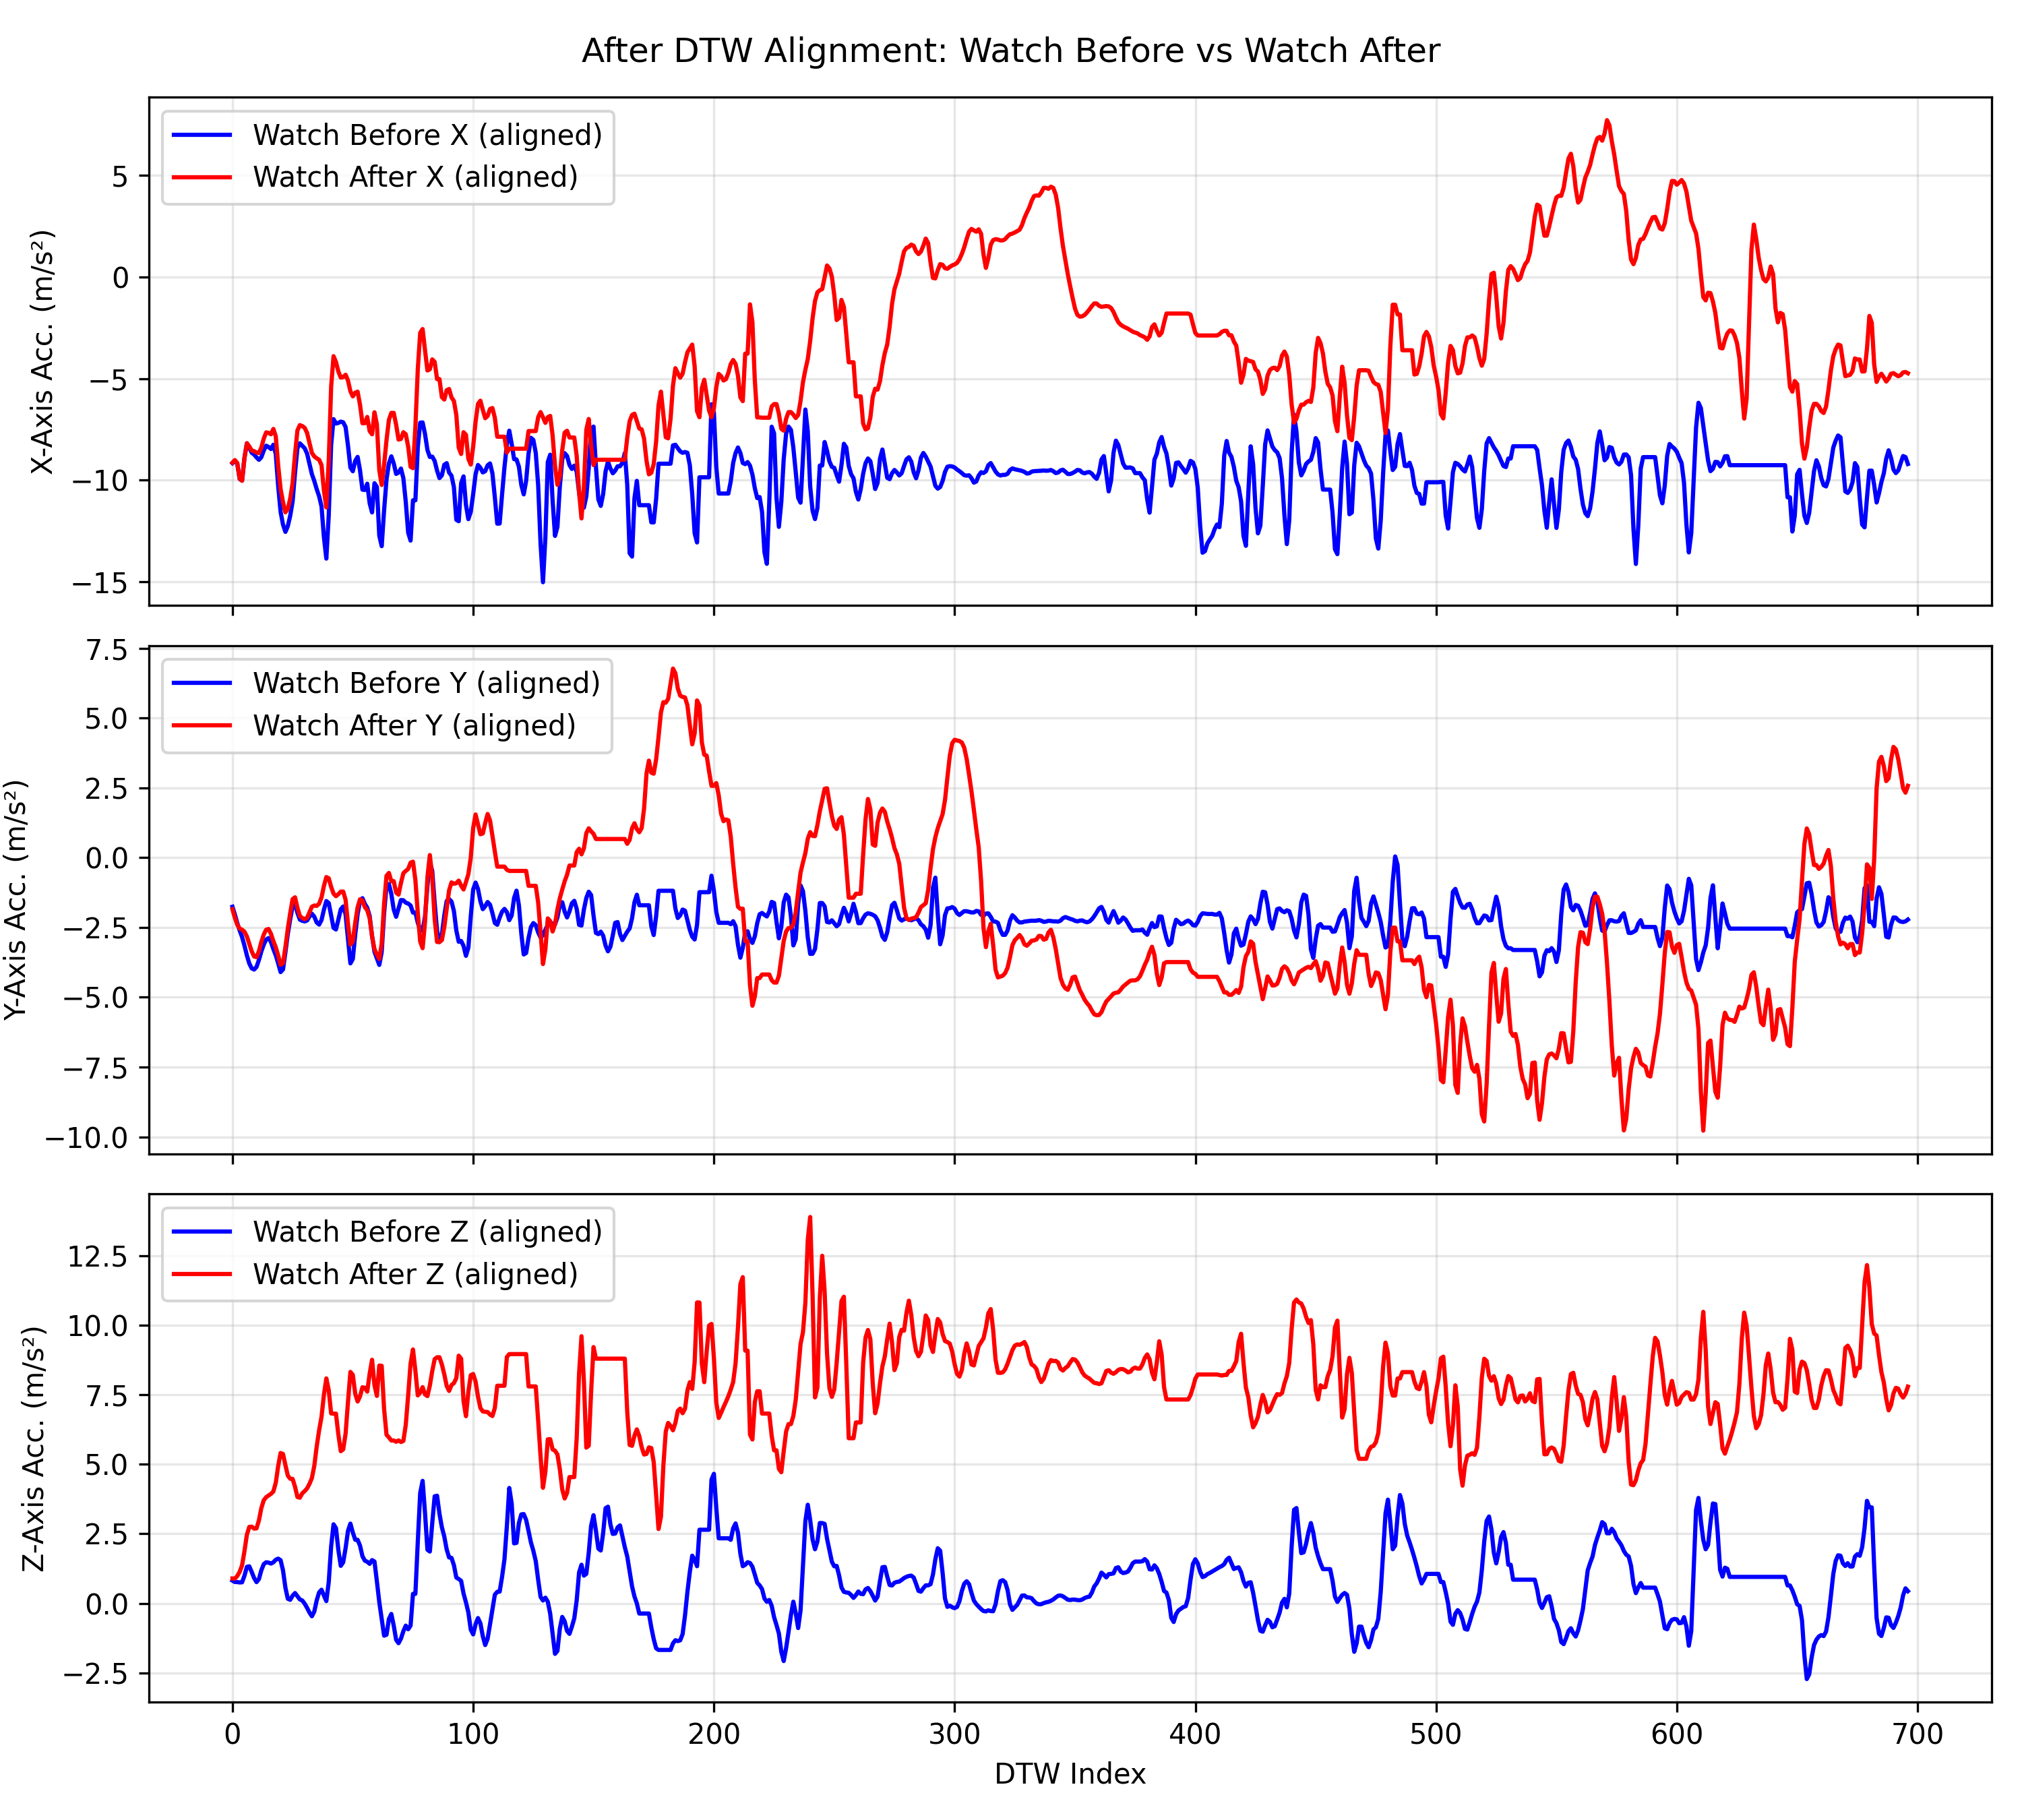 After DTW Alignment: Watch Before vs Watch After
Watch Before X (aligned)
Watch After X (aligned)
X-Axis Acc. (m/s²)
5
0
−5
−10
−15
Watch Before Y (aligned)
Watch After Y (aligned)
Y-Axis Acc. (m/s²)
7.5
5.0
2.5
0.0
−2.5
−5.0
−7.5
−10.0
Watch Before Z (aligned)
Watch After Z (aligned)
Z-Axis Acc. (m/s²)
12.5
10.0
7.5
5.0
2.5
0.0
−2.5
0 100 200 300 400 500 600 700
DTW Index